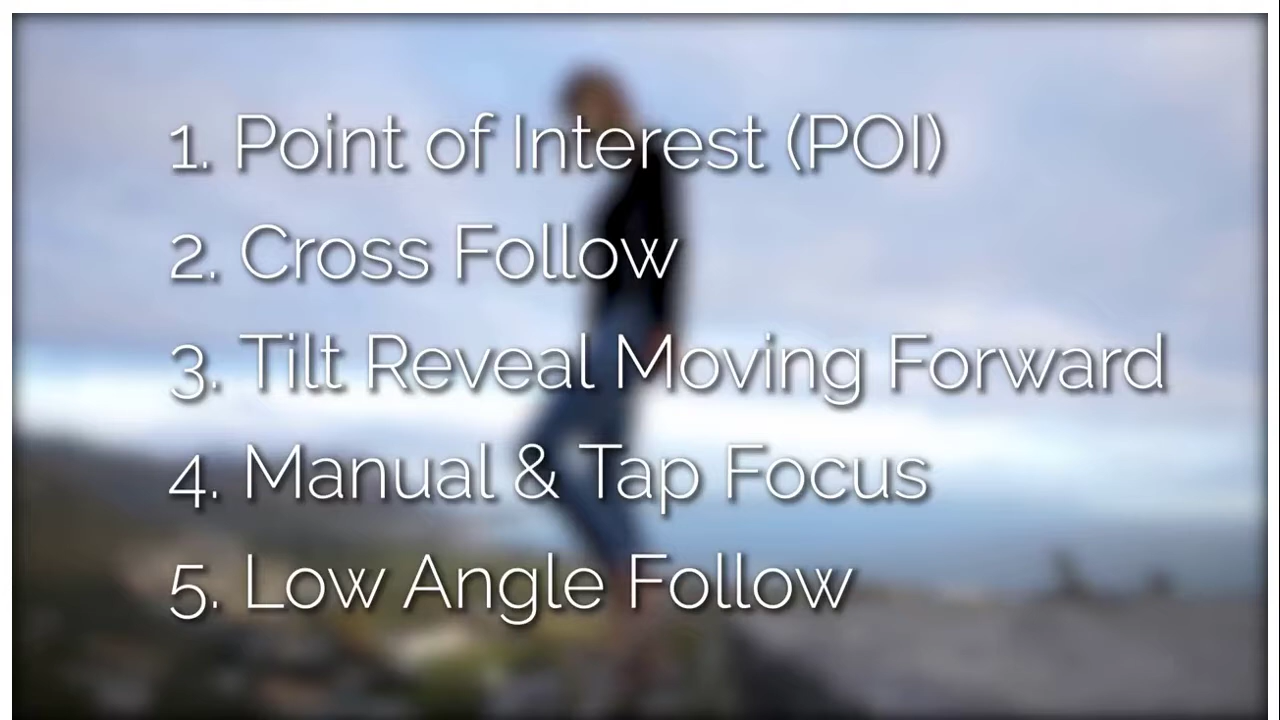 1. Point of Interest (POI)
2. Cross Follow
3. Tilt Reveal Moving Forward
4. Manual & Tap Focus
5. Low Angle Follow